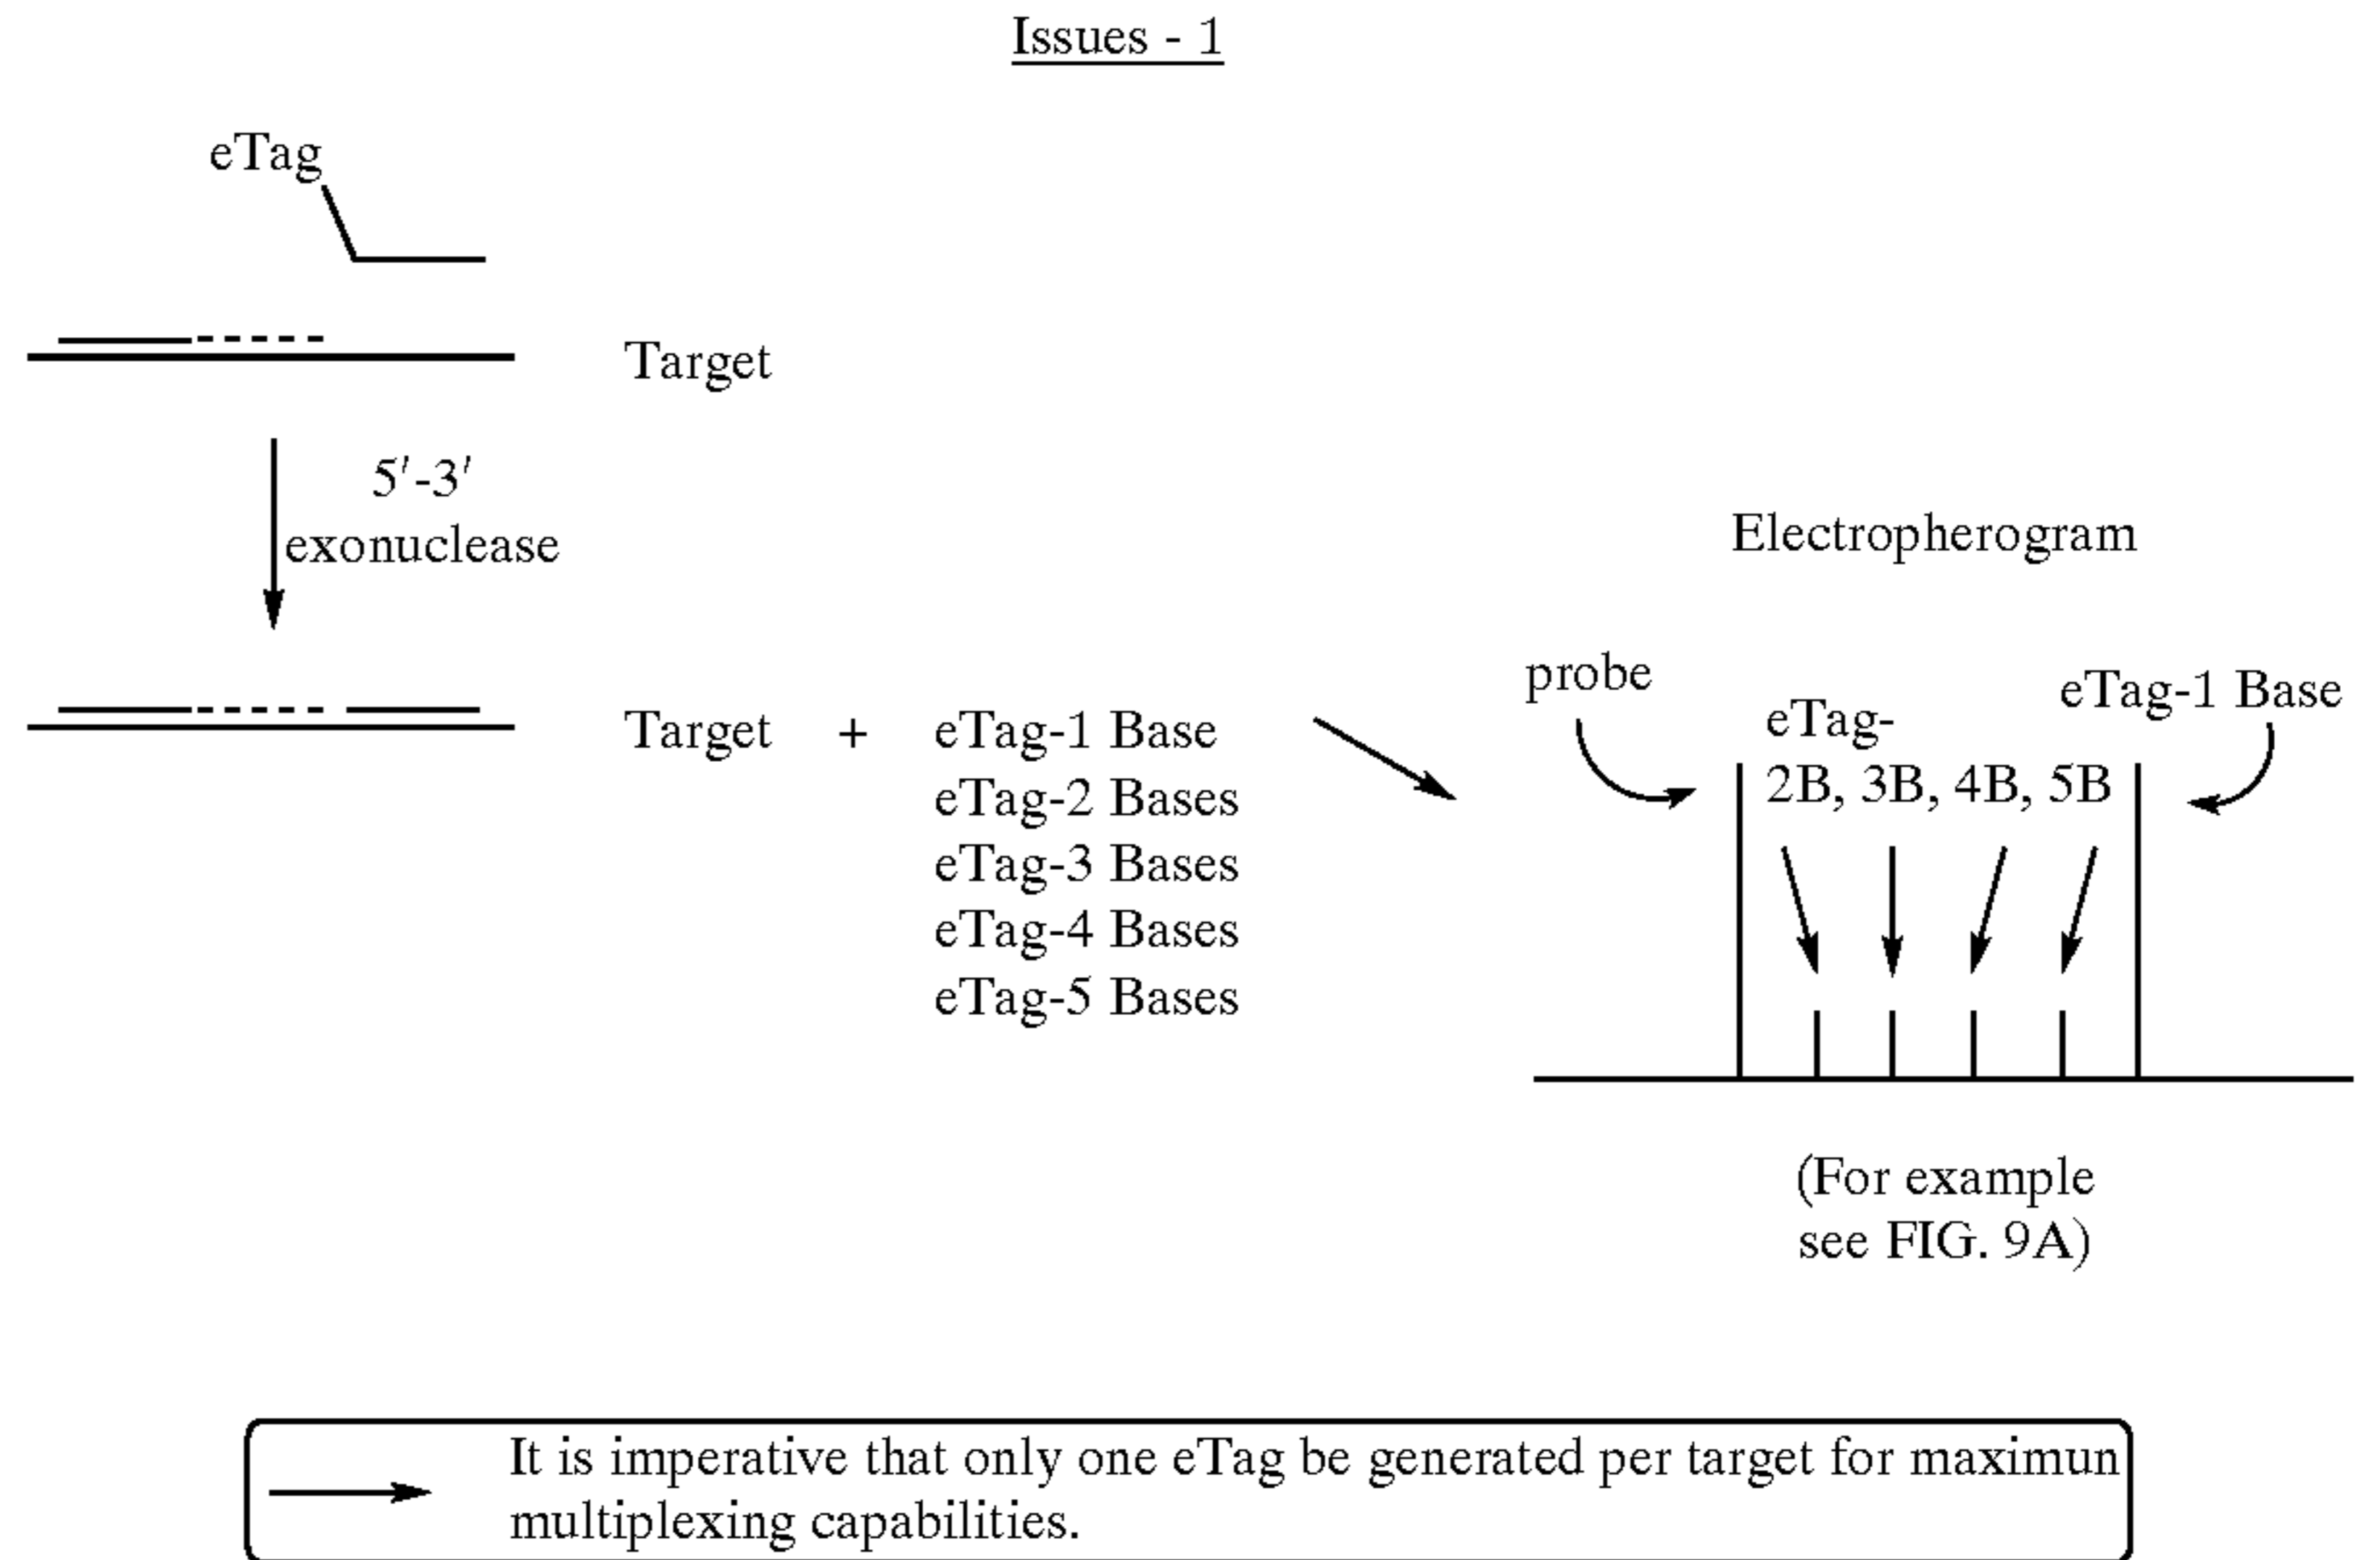 Issues - 1
eTag
Target
5′-3′
exonuclease
Target + eTag-1 Base
eTag-2 Bases
eTag-3 Bases
eTag-4 Bases
eTag-5 Bases
Electropherogram
probe
eTag-
2B, 3B, 4B, 5B
eTag-1 Base
(For example
see FIG. 9A)
It is imperative that only one eTag be generated per target for maximun
multiplexing capabilities.